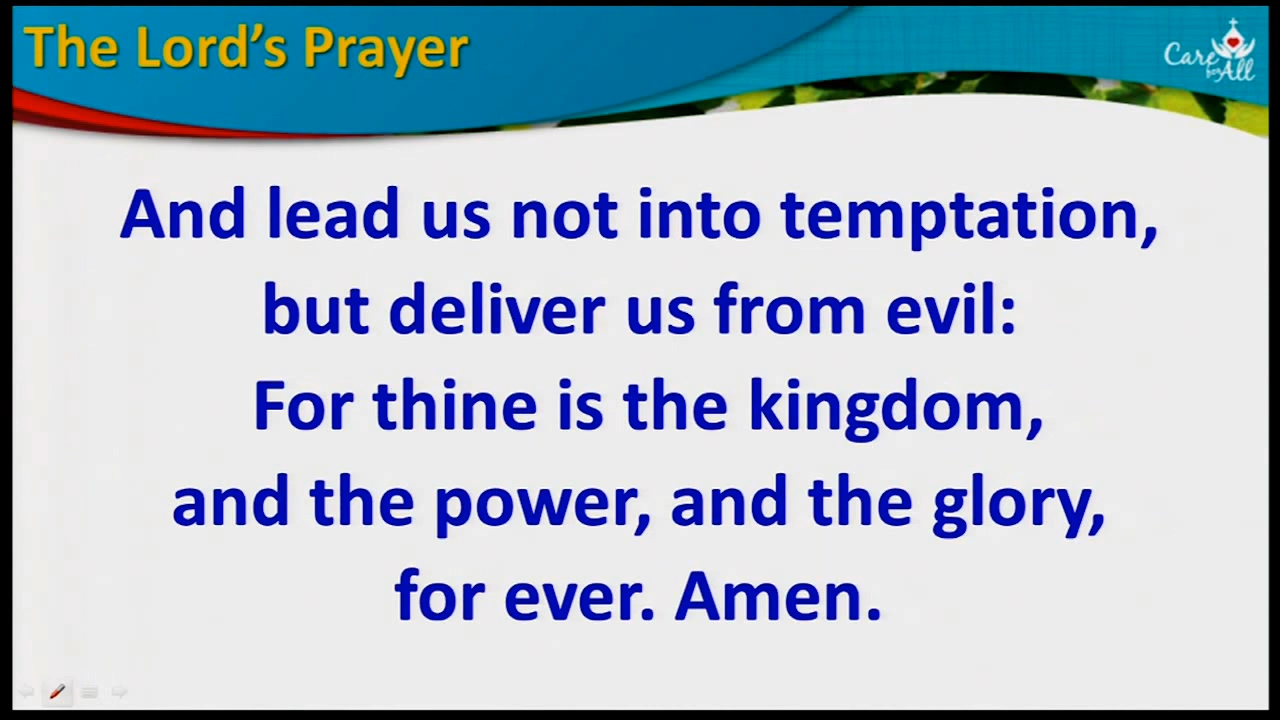 The Lord's Prayer
Care
for All
And lead us not into temptation,
but deliver us from evil:
For thine is the kingdom,
and the power, and the glory,
for ever. Amen.